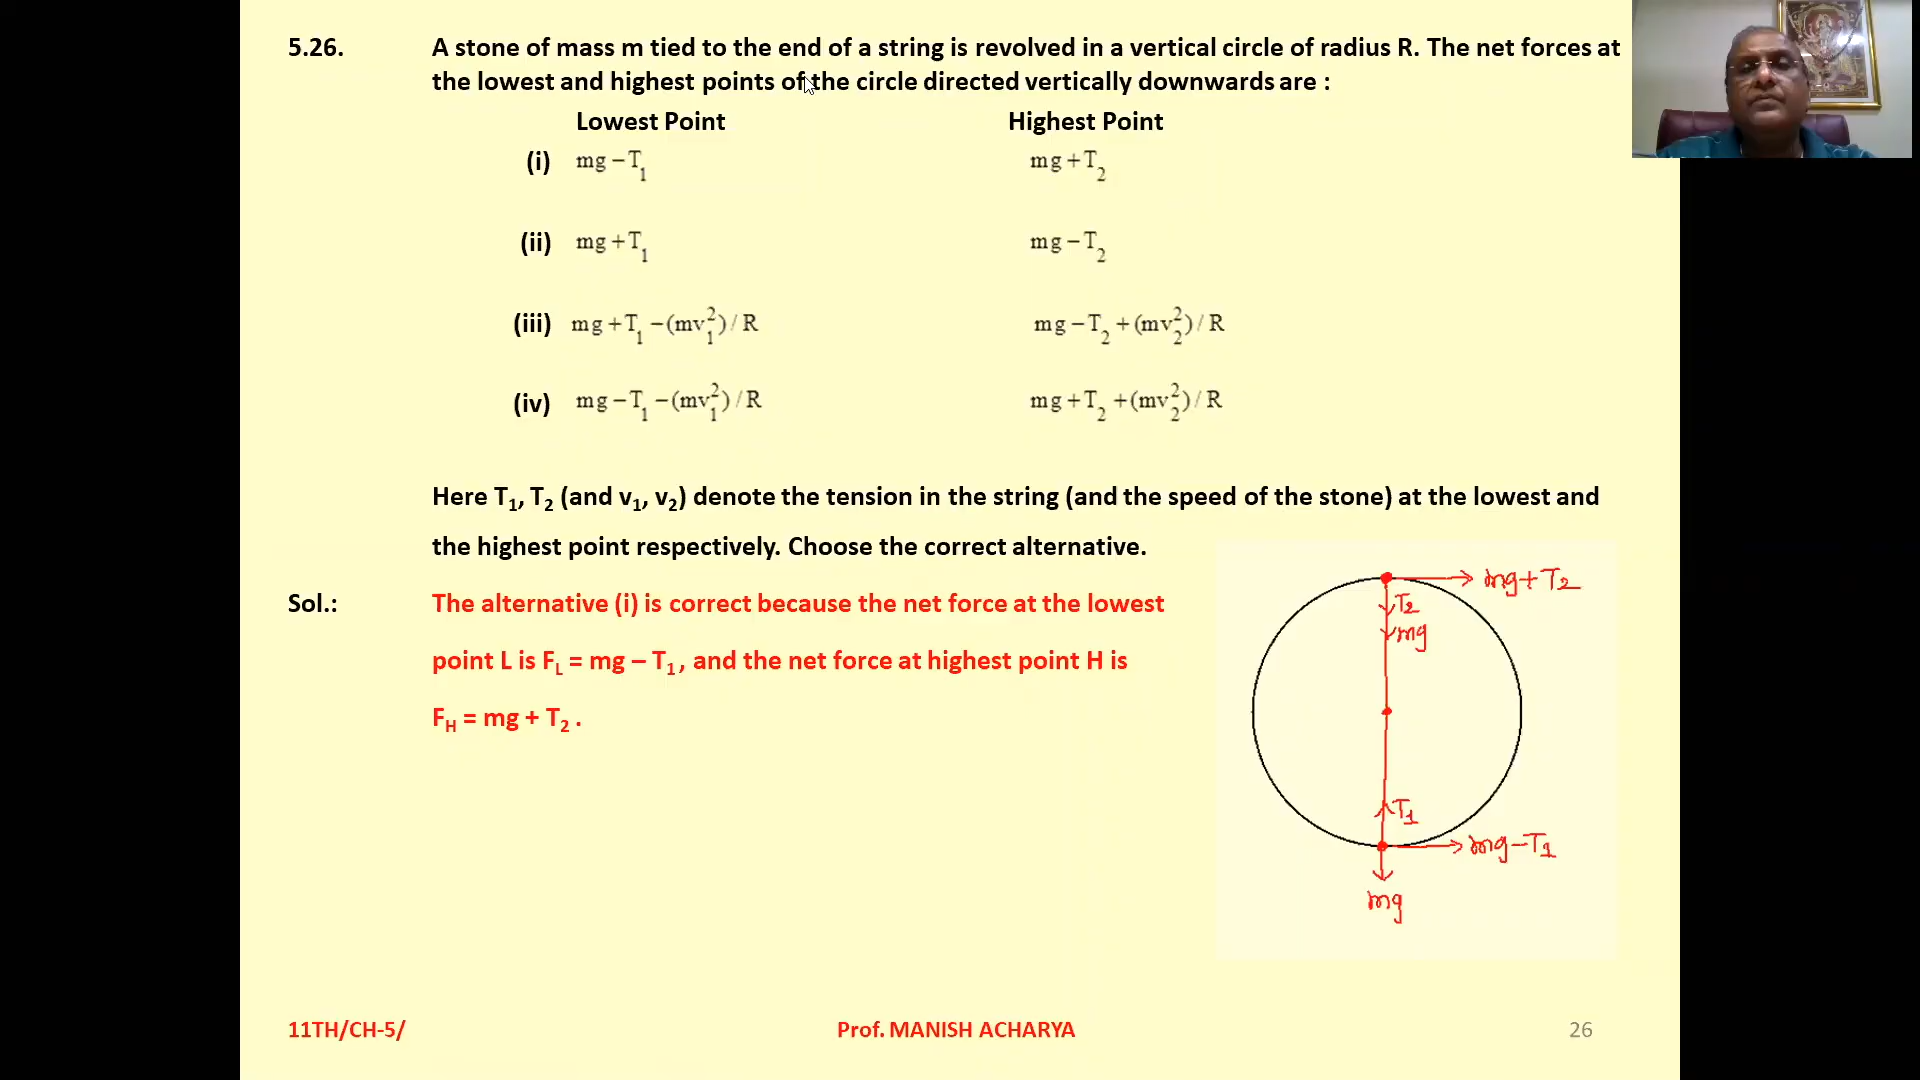 5.26. A stone of mass m tied to the end of a string is revolved in a vertical circle of radius R. The net forces at
the lowest and highest points of the circle directed vertically downwards are :
Lowest Point Highest Point
(i) mg − T₁ mg + T₂
(ii) mg + T₁ mg − T₂
(iii) mg + T₁ − (mv₁²) / R mg − T₂ + (mv₂²) / R
(iv) mg − T₁ − (mv₁²) / R mg + T₂ + (mv₂²) / R
Here T₁, T₂ (and v₁, v₂) denote the tension in the string (and the speed of the stone) at the lowest and
the highest point respectively. Choose the correct alternative.
Sol.: The alternative (i) is correct because the net force at the lowest
point L is F_L = mg – T₁, and the net force at highest point H is
F_H = mg + T₂ .
mg+T₂
T₂
mg
T₁
mg−T₁
mg
11TH/CH-5/ Prof. MANISH ACHARYA 26